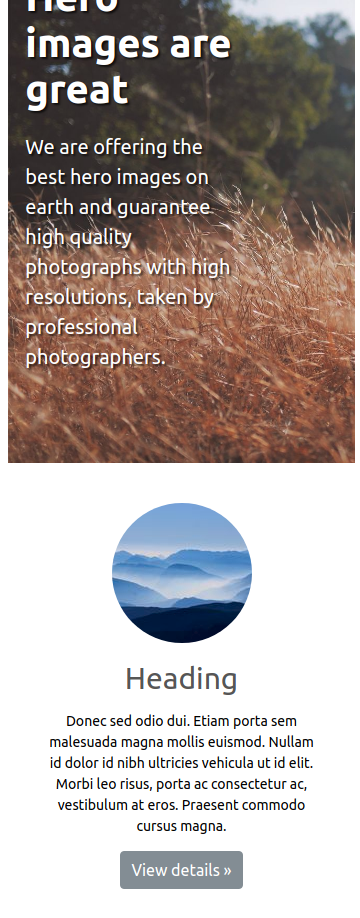 Hero
images are
great
We are offering the
best hero images on
earth and guarantee
high quality
photographs with high
resolutions, taken by
professional
photographers.
Heading
Donec sed odio dui. Etiam porta sem
malesuada magna mollis euismod. Nullam
id dolor id nibh ultricies vehicula ut id elit.
Morbi leo risus, porta ac consectetur ac,
vestibulum at eros. Praesent commodo
cursus magna.
View details »